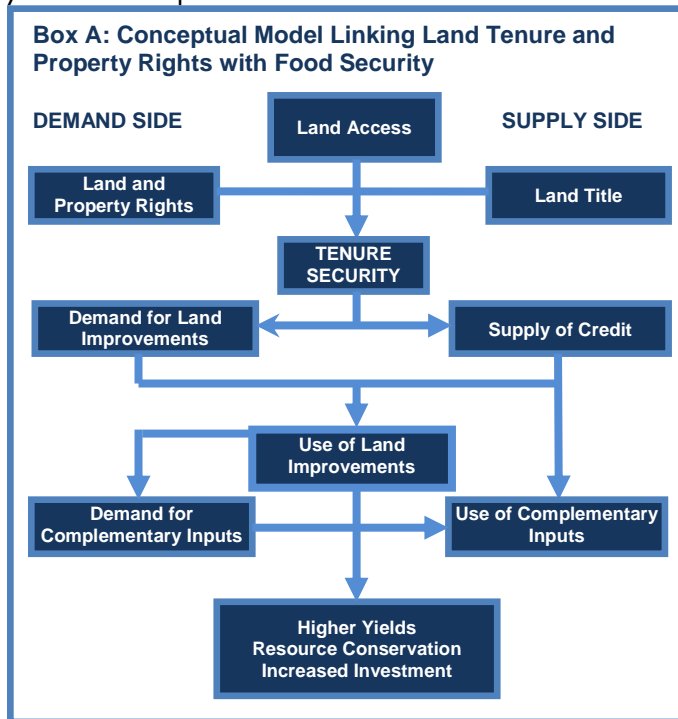 Box A: Conceptual Model Linking Land Tenure and
Property Rights with Food Security
DEMAND SIDE
Land Access
SUPPLY SIDE
Land and
Property Rights
Land Title
TENURE
SECURITY
Demand for Land
Improvements
Supply of Credit
Use of Land
Improvements
Demand for
Complementary Inputs
Use of Complementary
Inputs
Higher Yields
Resource Conservation
Increased Investment